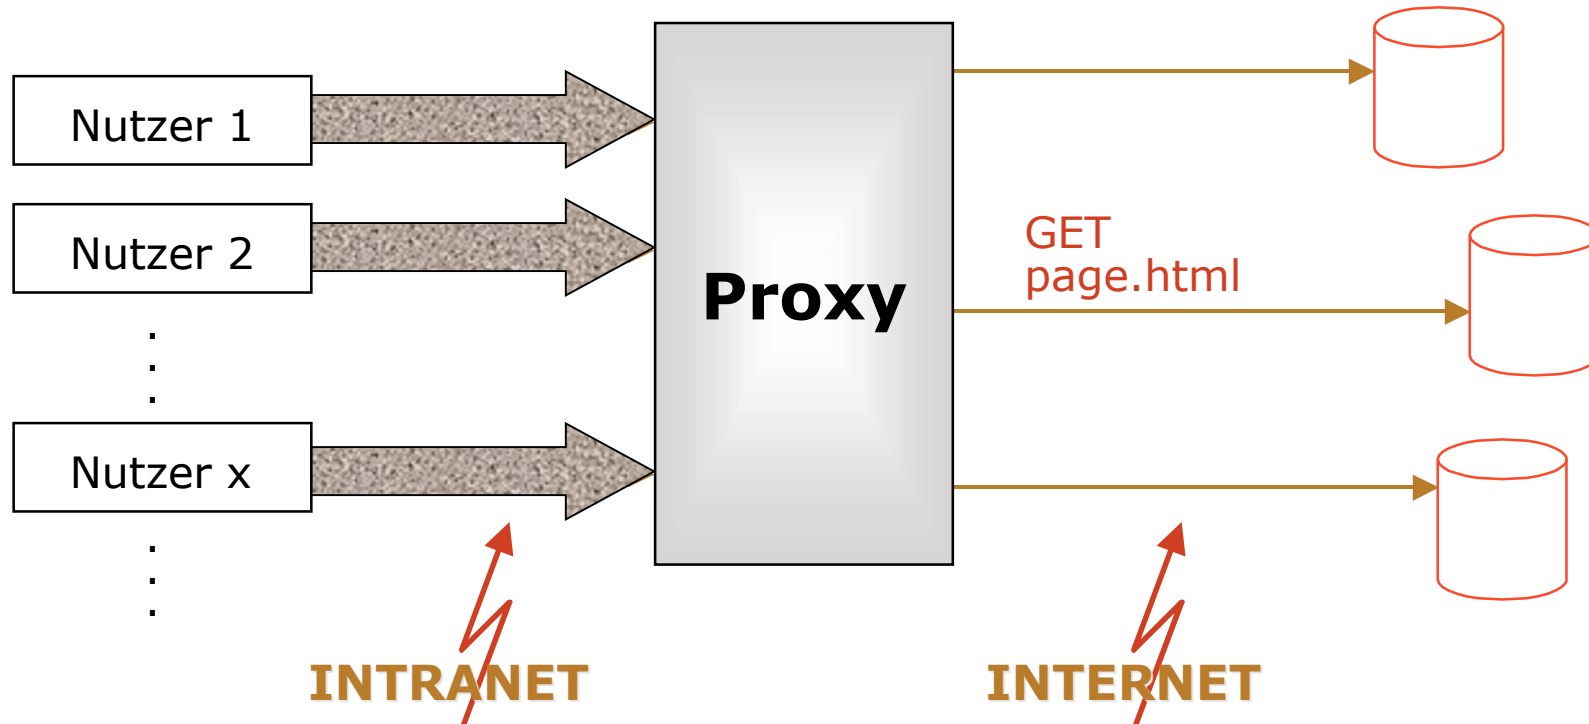 Nutzer 1
Nutzer 2
.
.
.
Nutzer x
.
.
.
Proxy
GET
page.html
INTRANET
INTERNET